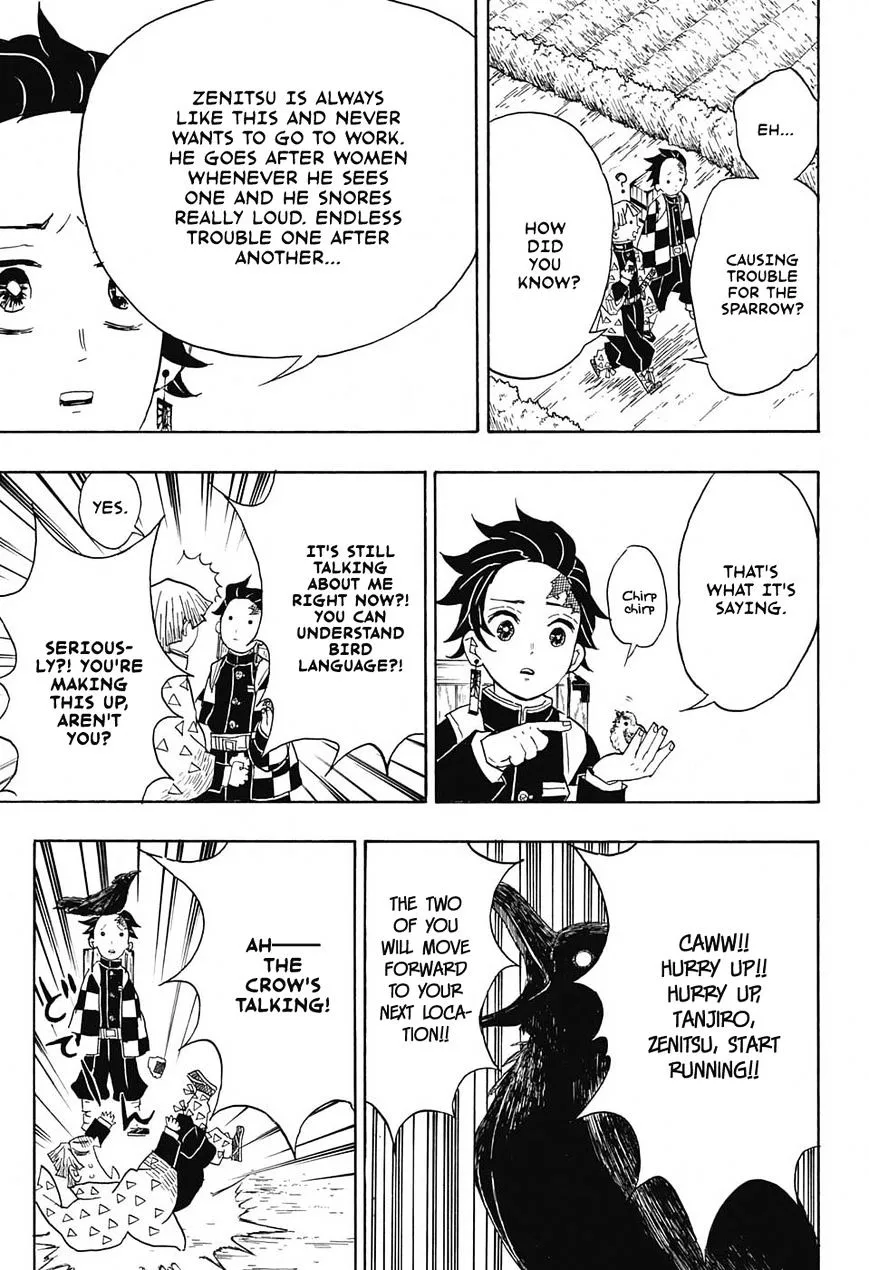 EH...
CAUSING
TROUBLE
FOR THE
SPARROW?
HOW
DID
YOU
KNOW?
?
ZENITSU IS ALWAYS
LIKE THIS AND NEVER
WANTS TO GO TO WORK.
HE GOES AFTER WOMEN
WHENEVER HE SEES
ONE AND HE SNORES
REALLY LOUD. ENDLESS
TROUBLE ONE AFTER
ANOTHER...
THAT'S
WHAT IT'S
SAYING.
Chirp
chirp
IT'S STILL
TALKING
ABOUT ME
RIGHT NOW?!
YOU CAN
UNDERSTAND
BIRD
LANGUAGE?!
YES.
SERIOUS-
LY?! YOU'RE
MAKING
THIS UP,
AREN'T
YOU?
CAWW!!
HURRY UP!!
HURRY UP,
TANJIRO,
ZENITSU, START
RUNNING!!
THE TWO
OF YOU
WILL MOVE
FORWARD
TO YOUR
NEXT LOCA-
TION!!
AH——
THE
CROW'S
TALKING!
どてん